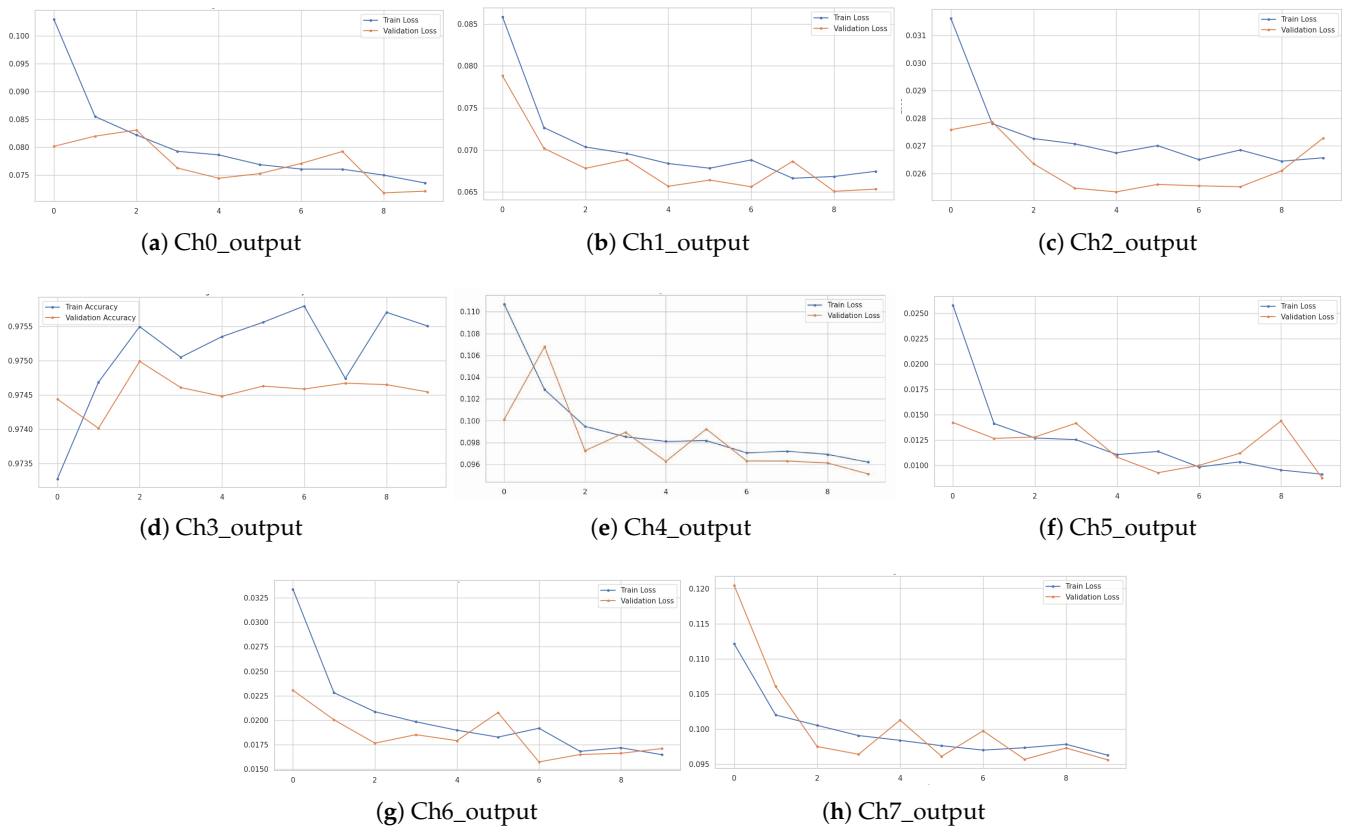 Train Loss
Validation Loss
0.100
0.095
0.090
0.085
0.080
0.075
0 2 4 6 8
(a) Ch0_output
Train Loss
Validation Loss
0.085
0.080
0.075
0.070
0.065
0 2 4 6 8
(b) Ch1_output
Train Loss
Validation Loss
0.031
0.030
0.029
0.028
0.027
0.026
0 2 4 6 8
(c) Ch2_output
Train Accuracy
Validation Accuracy
0.9755
0.9750
0.9745
0.9740
0.9735
0 2 4 6 8
(d) Ch3_output
Train Loss
Validation Loss
0.110
0.108
0.106
0.104
0.102
0.100
0.098
0.096
0 2 4 6 8
(e) Ch4_output
Train Loss
Validation Loss
0.0250
0.0225
0.0200
0.0175
0.0150
0.0125
0.0100
0 2 4 6 8
(f) Ch5_output
Train Loss
Validation Loss
0.0325
0.0300
0.0275
0.0250
0.0225
0.0200
0.0175
0.0150
0 2 4 6 8
(g) Ch6_output
Train Loss
Validation Loss
0.120
0.115
0.110
0.105
0.100
0.095
0 2 4 6 8
(h) Ch7_output